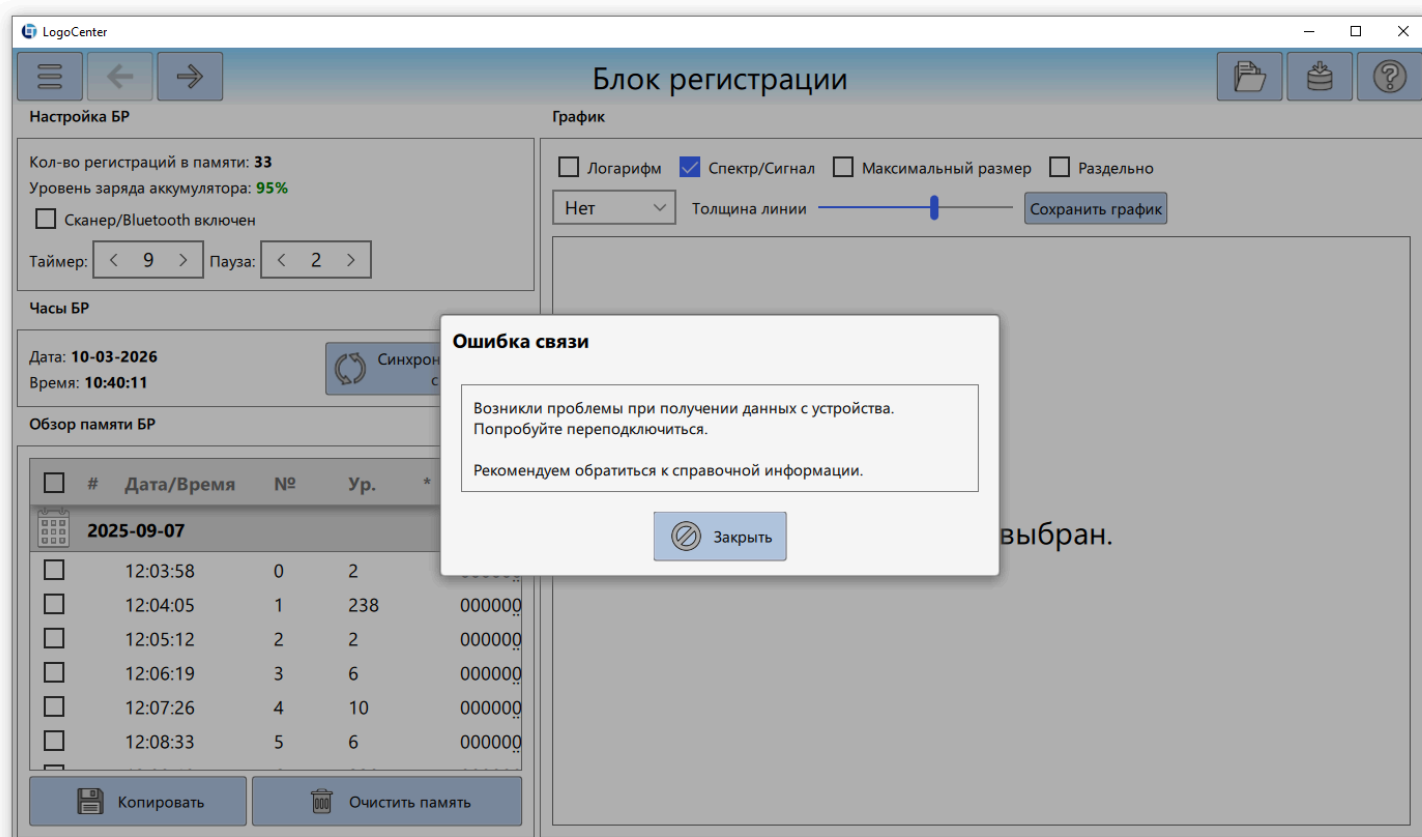 LogoCenter
Блок регистрации
Настройка БР
Кол-во регистраций в памяти: 33
Уровень заряда аккумулятора: 95%
Сканер/Bluetooth включен
Таймер: < 9 > Пауза: < 2 >
Часы БР
Дата: 10-03-2026
Время: 10:40:11
Синхрон
с
Обзор памяти БР
# Дата/Время № Ур. *
2025-09-07
12:03:58 0 2
12:04:05 1 238 000000
12:05:12 2 2 000000
12:06:19 3 6 000000
12:07:26 4 10 000000
12:08:33 5 6 000000
Копировать
Очистить память
График
Логарифм Спектр/Сигнал Максимальный размер Раздельно
Нет Толщина линии Сохранить график
выбран.
Ошибка связи
Возникли проблемы при получении данных с устройства.
Попробуйте переподключиться.
Рекомендуем обратиться к справочной информации.
Закрыть